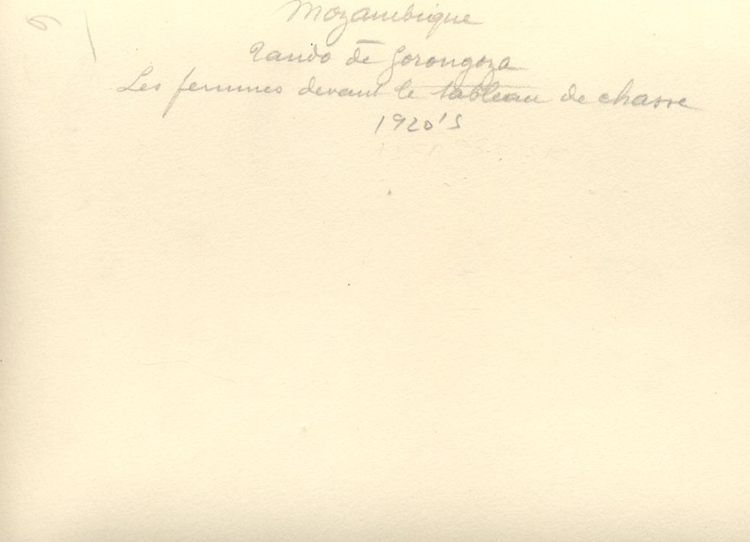 Mozambique
Rando de Gorongoza
Les femmes devant le tableau de chasse
1920's